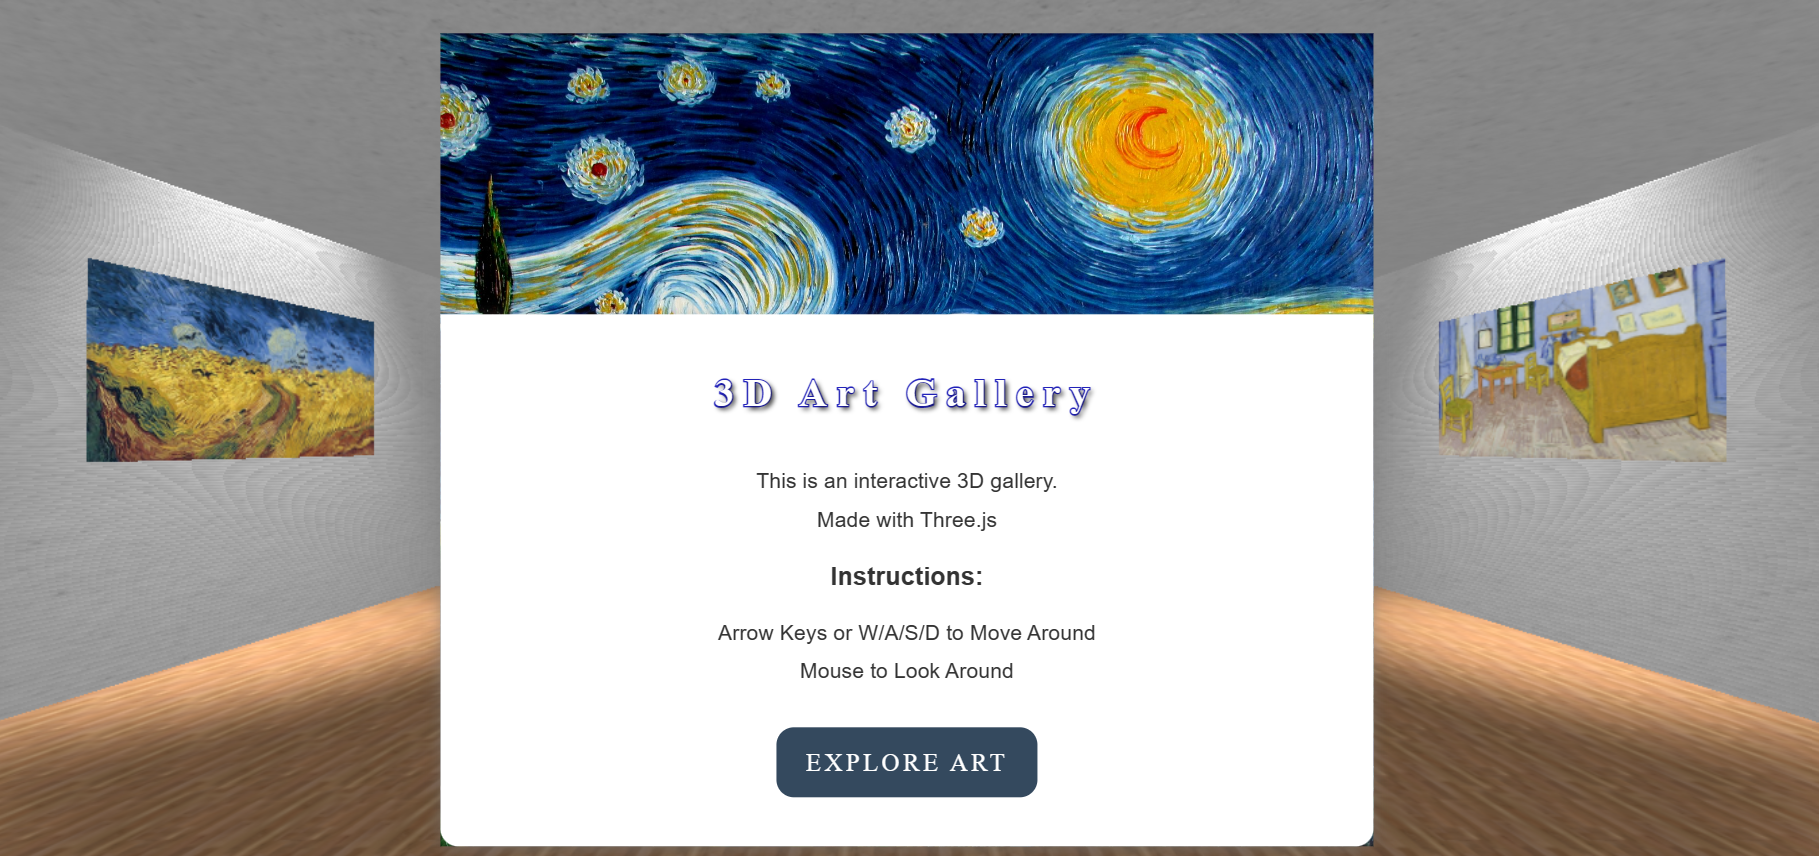 3D Art Gallery
This is an interactive 3D gallery.
Made with Three.js
Instructions:
Arrow Keys or W/A/S/D to Move Around
Mouse to Look Around
EXPLORE ART